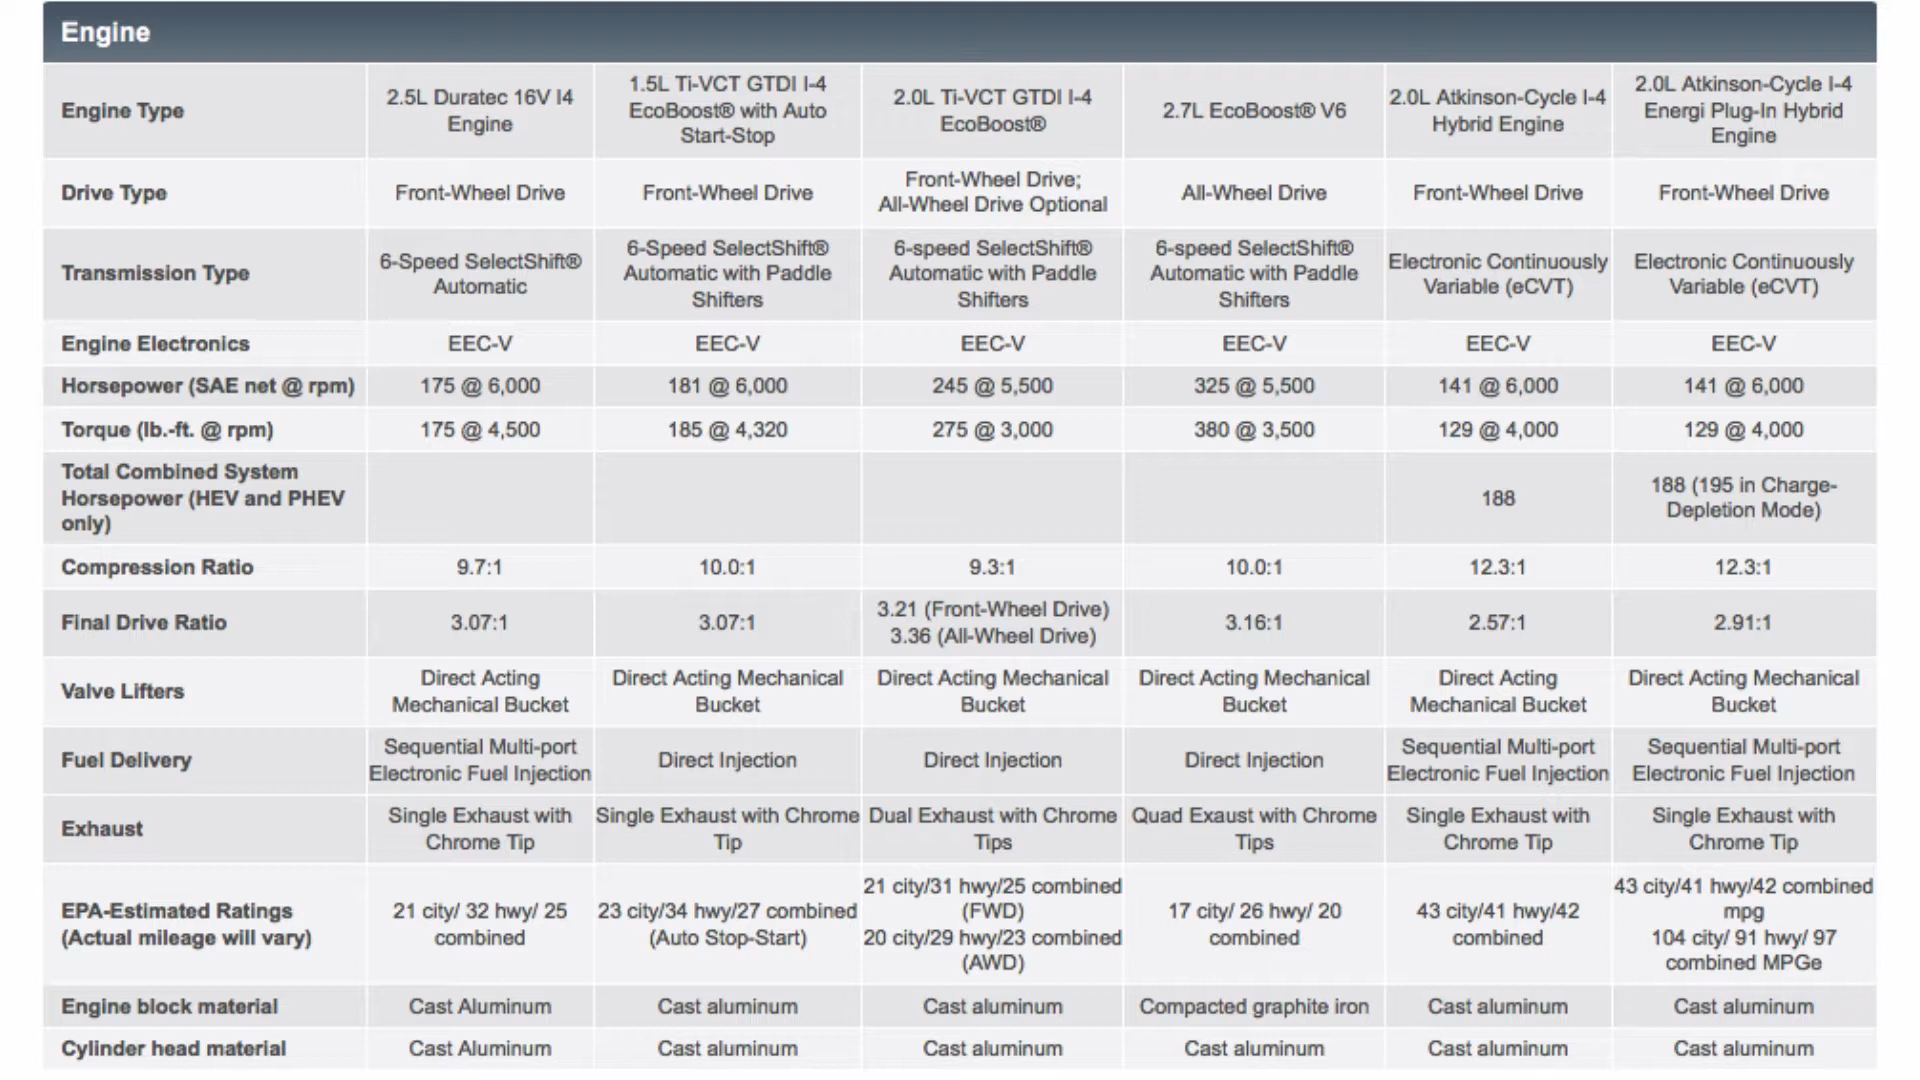 Engine
Engine Type
2.5L Duratec 16V I4
Engine
1.5L Ti-VCT GTDI I-4
EcoBoost® with Auto
Start-Stop
2.0L Ti-VCT GTDI I-4
EcoBoost®
2.7L EcoBoost® V6
2.0L Atkinson-Cycle I-4
Hybrid Engine
2.0L Atkinson-Cycle I-4
Energi Plug-In Hybrid
Engine
Drive Type
Front-Wheel Drive
Front-Wheel Drive
Front-Wheel Drive;
All-Wheel Drive Optional
All-Wheel Drive
Front-Wheel Drive
Front-Wheel Drive
Transmission Type
6-Speed SelectShift®
Automatic
6-Speed SelectShift®
Automatic with Paddle
Shifters
6-speed SelectShift®
Automatic with Paddle
Shifters
6-speed SelectShift®
Automatic with Paddle
Shifters
Electronic Continuously
Variable (eCVT)
Electronic Continuously
Variable (eCVT)
Engine Electronics
EEC-V
EEC-V
EEC-V
EEC-V
EEC-V
EEC-V
Horsepower (SAE net @ rpm)
175 @ 6,000
181 @ 6,000
245 @ 5,500
325 @ 5,500
141 @ 6,000
141 @ 6,000
Torque (lb.-ft. @ rpm)
175 @ 4,500
185 @ 4,320
275 @ 3,000
380 @ 3,500
129 @ 4,000
129 @ 4,000
Total Combined System
Horsepower (HEV and PHEV
only)
188
188 (195 in Charge-
Depletion Mode)
Compression Ratio
9.7:1
10.0:1
9.3:1
10.0:1
12.3:1
12.3:1
Final Drive Ratio
3.07:1
3.07:1
3.21 (Front-Wheel Drive)
3.36 (All-Wheel Drive)
3.16:1
2.57:1
2.91:1
Valve Lifters
Direct Acting
Mechanical Bucket
Direct Acting Mechanical
Bucket
Direct Acting Mechanical
Bucket
Direct Acting Mechanical
Bucket
Direct Acting
Mechanical Bucket
Direct Acting Mechanical
Bucket
Fuel Delivery
Sequential Multi-port
Electronic Fuel Injection
Direct Injection
Direct Injection
Direct Injection
Sequential Multi-port
Electronic Fuel Injection
Sequential Multi-port
Electronic Fuel Injection
Exhaust
Single Exhaust with
Chrome Tip
Single Exhaust with Chrome
Tip
Dual Exhaust with Chrome
Tips
Quad Exaust with Chrome
Tips
Single Exhaust with
Chrome Tip
Single Exhaust with
Chrome Tip
EPA-Estimated Ratings
(Actual mileage will vary)
21 city/ 32 hwy/ 25
combined
23 city/34 hwy/27 combined
(Auto Stop-Start)
21 city/31 hwy/25 combined
(FWD)
20 city/29 hwy/23 combined
(AWD)
17 city/ 26 hwy/ 20
combined
43 city/41 hwy/42
combined
43 city/41 hwy/42 combined
mpg
104 city/ 91 hwy/ 97
combined MPGe
Engine block material
Cast Aluminum
Cast aluminum
Cast aluminum
Compacted graphite iron
Cast aluminum
Cast aluminum
Cylinder head material
Cast Aluminum
Cast aluminum
Cast aluminum
Cast aluminum
Cast aluminum
Cast aluminum